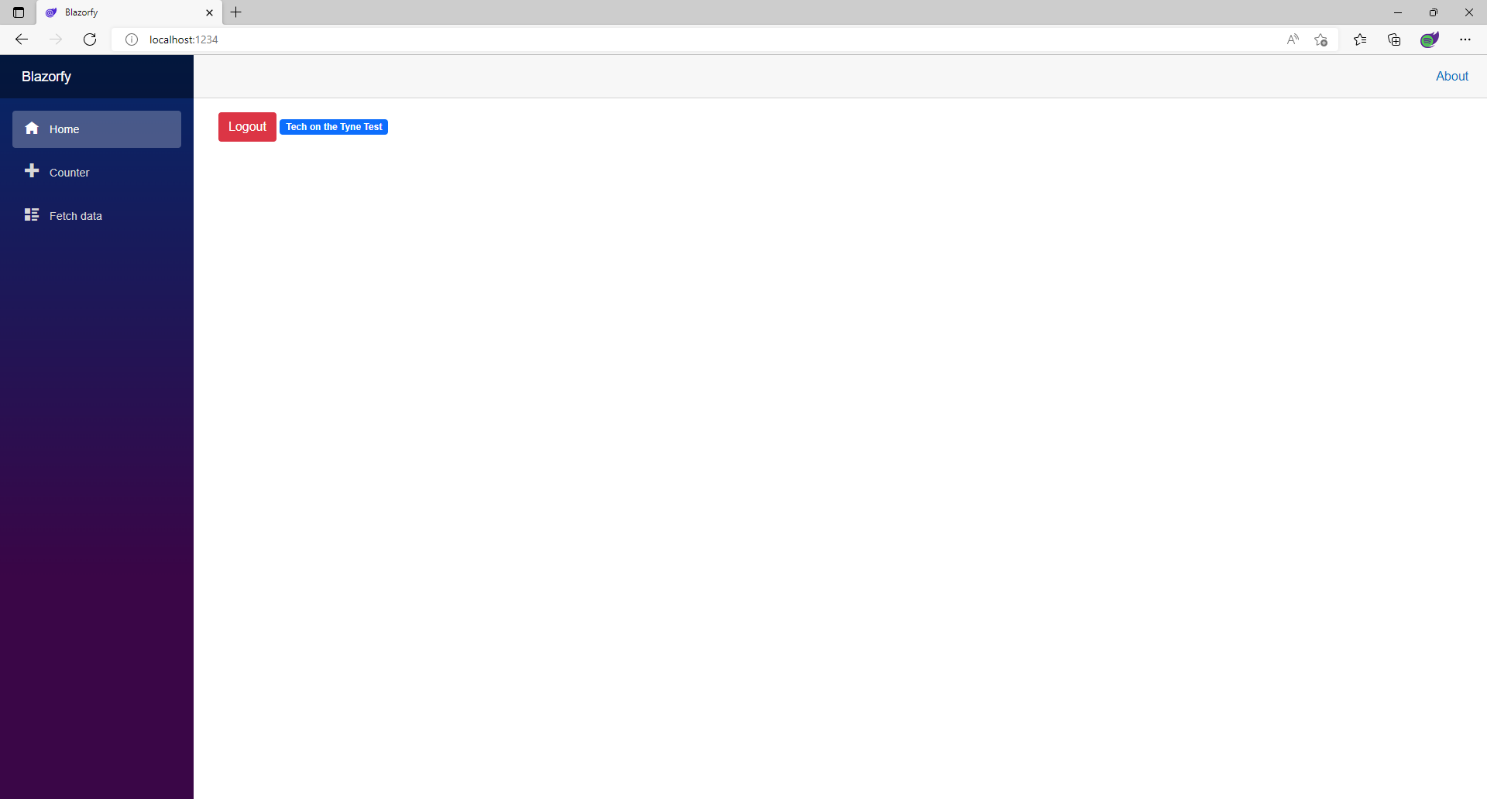 Blazorfy
localhost:1234
Blazorfy
About
Home
Counter
Fetch data
Logout Tech on the Tyne Test